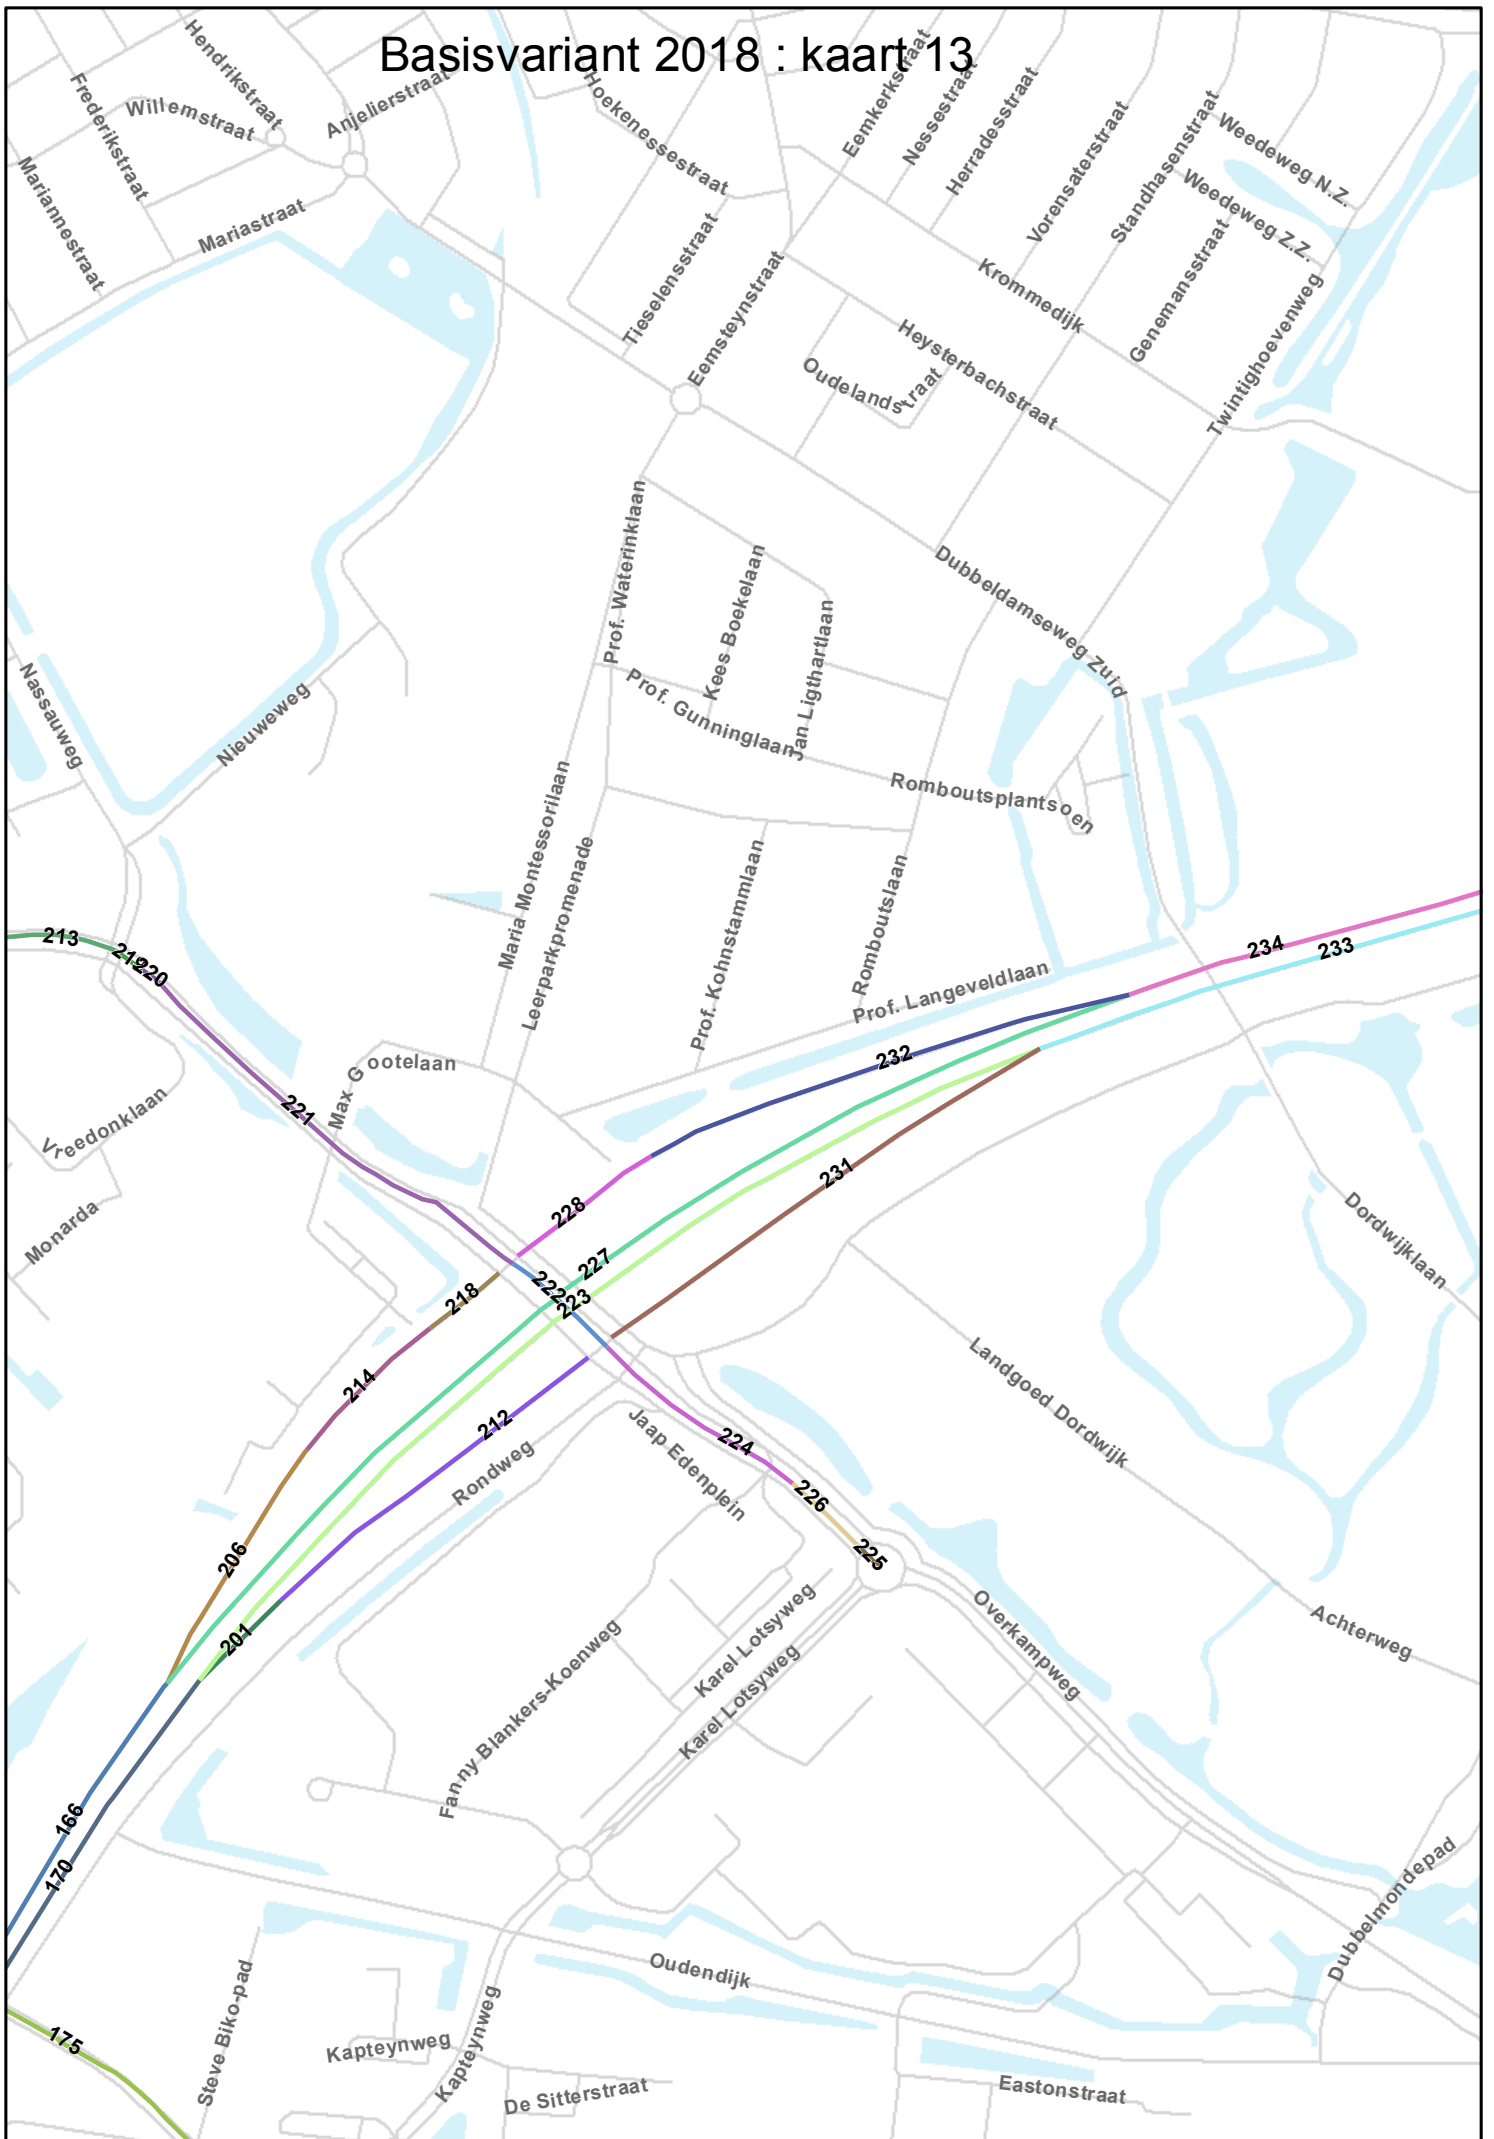 Basisvariant 2018 : kaart 13
Hendrikstraat
Frederikstraat
Willemstraat
Anjelierstraat
Hoekenessestraat
Eemkerkstraat
Nessestraat
Herradesstraat
Vorensaterstraat
Standhasenstraat
Weedeweg N.Z.
Weedeweg Z.Z.
Mariannestraat
Mariastraat
Tieselensstraat
Eemsteynstraat
Krommedijk
Genemansstraat
Twintighoevenweg
Heysterbachstraat
Oudelandstraat
Prof. Waterinklaan
Kees Boekelaan
Jan Ligthartlaan
Dubbeldamseweg Zuid
Nassauweg
Nieuweweg
Prof. Gunninglaan
Romboutsplantsoen
Maria Montessorilaan
Leerparkpromenade
Prof. Kohnstammlaan
Romboutslaan
Prof. Langeveldlaan
213
219
220
234
233
232
Max Gootelaan
221
Vreedonklaan
Monarda
231
228
227
222
223
218
214
212
Dordwijklaan
Landgoed Dordwijk
Rondweg
Jaap Edenplein
224
226
225
206
201
Karel Lotsyweg
Karel Lotsyweg
Fanny Blankers-Koenweg
Overkampweg
Achterweg
166
170
Dubbelmondepad
Oudendijk
175
Steve Biko-pad
Kapteynweg
Kapteynweg
De Sitterstraat
Eastonstraat